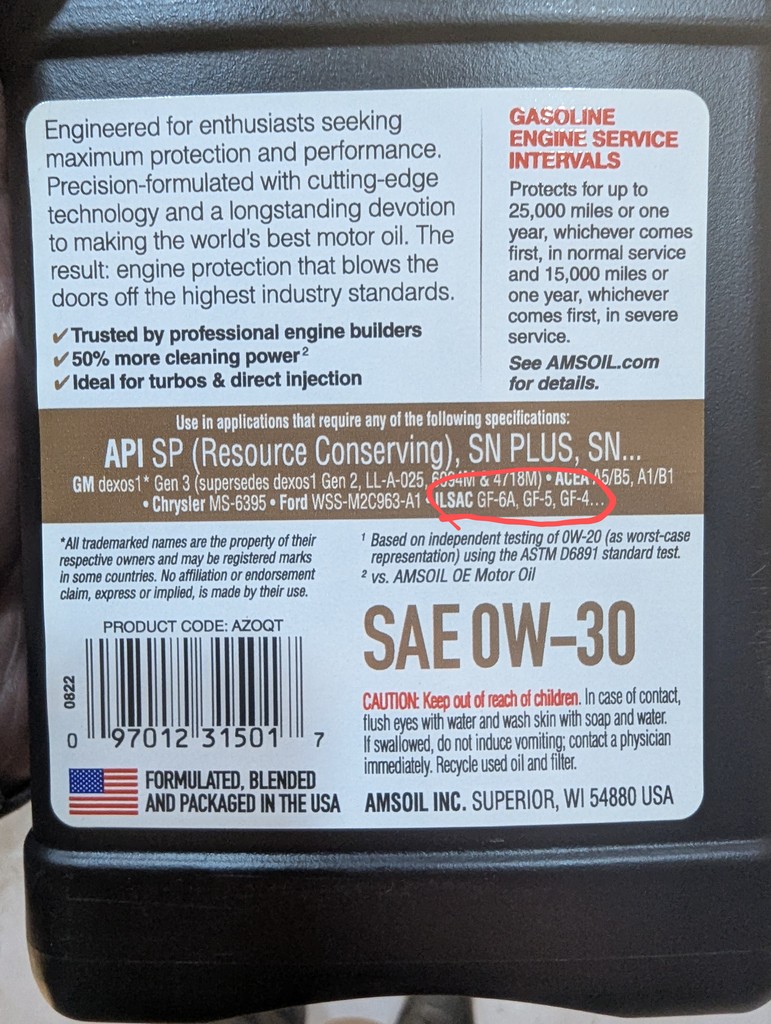 Engineered for enthusiasts seeking
maximum protection and performance.
Precision-formulated with cutting-edge
technology and a longstanding devotion
to making the world's best motor oil. The
result: engine protection that blows the
doors off the highest industry standards.
✔Trusted by professional engine builders
✔50% more cleaning power²
✔Ideal for turbos & direct injection
GASOLINE
ENGINE SERVICE
INTERVALS
Protects for up to
25,000 miles or one
year, whichever comes
first, in normal service
and 15,000 miles or
one year, whichever
comes first, in severe
service.
See AMSOIL.com
for details.
Use in applications that require any of the following specifications:
API SP (Resource Conserving), SN PLUS, SN...
GM dexos1* Gen 3 (supersedes dexos1 Gen 2, LL-A-025, 6094M & 4718M) • ACEA A5/B5, A1/B1
• Chrysler MS-6395 • Ford WSS-M2C963-A1 ILSAC GF-6A, GF-5, GF-4...
*All trademarked names are the property of their
respective owners and may be registered marks
in some countries. No affiliation or endorsement
claim, express or implied, is made by their use.
¹ Based on independent testing of 0W-20 (as worst-case
representation) using the ASTM D6891 standard test.
² vs. AMSOIL OE Motor Oil
PRODUCT CODE: AZOQT
0822
0 97012 31501 7
SAE 0W-30
CAUTION: Keep out of reach of children. In case of contact,
flush eyes with water and wash skin with soap and water.
If swallowed, do not induce vomiting; contact a physician
immediately. Recycle used oil and filter.
FORMULATED, BLENDED
AND PACKAGED IN THE USA
AMSOIL INC. SUPERIOR, WI 54880 USA